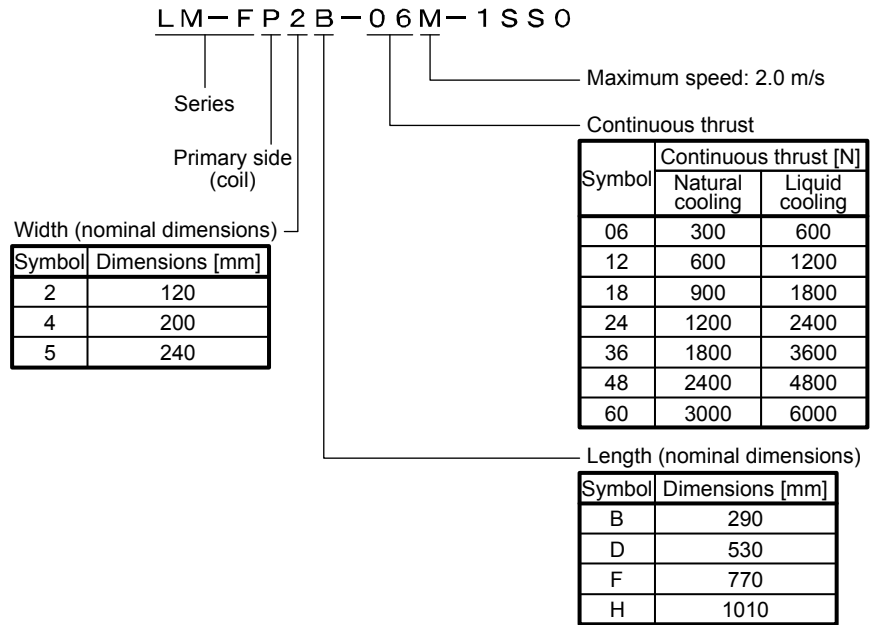 LM-FP2B-06M-1SS0
Maximum speed: 2.0 m/s
Series
Continuous thrust
Primary side
(coil)
Symbol Continuous thrust [N]
Natural cooling Liquid cooling
06 300 600
12 600 1200
18 900 1800
24 1200 2400
36 1800 3600
48 2400 4800
60 3000 6000
Width (nominal dimensions)
Symbol Dimensions [mm]
2 120
4 200
5 240
Length (nominal dimensions)
Symbol Dimensions [mm]
B 290
D 530
F 770
H 1010